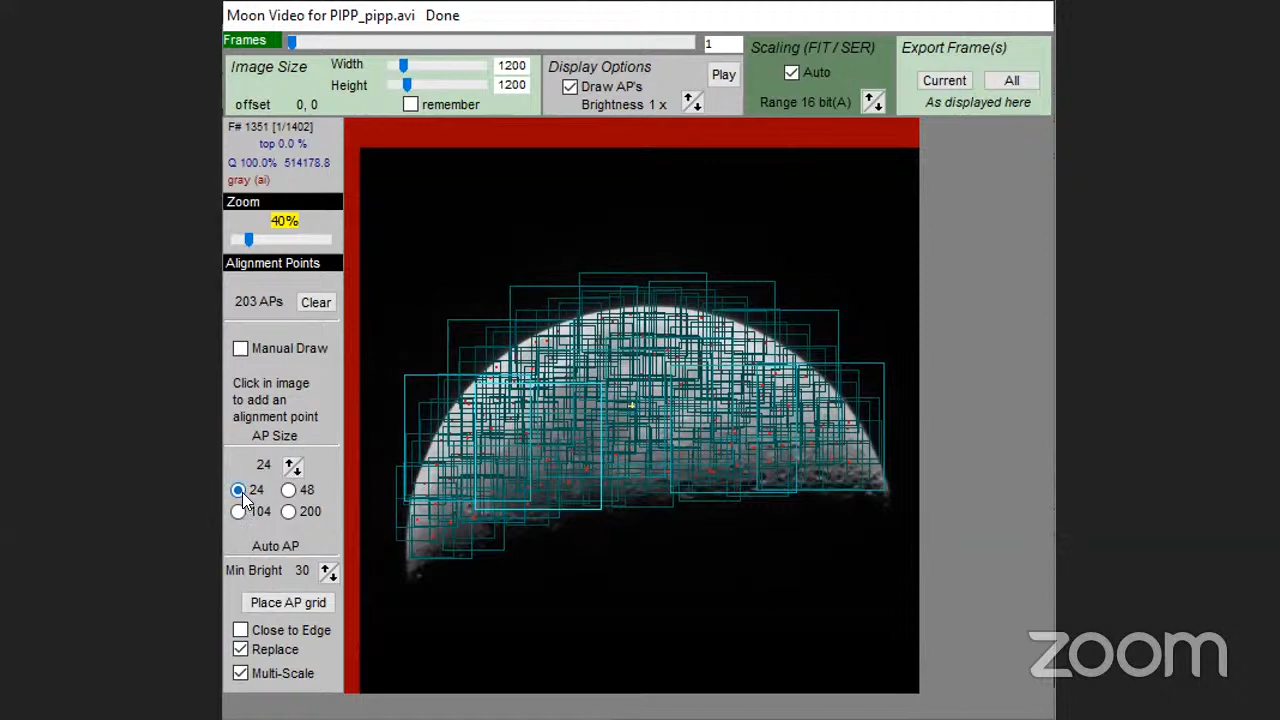 Moon Video for PIPP_pipp.avi   Done
Frames
1
Image Size
Width 1200
Height 1200
offset 0, 0
remember
Display Options
Draw AP's
Brightness 1 x
Play
Scaling (FIT / SER)
Auto
Range 16 bit(A)
Export Frame(s)
Current All
As displayed here
F# 1351 [1/1402]
top 0.0 %
Q 100.0% 514178.8
gray (ai)
Zoom
40%
Alignment Points
203 APs Clear
Manual Draw
Click in image
to add an
alignment point
AP Size
24
24 48
104 200
Auto AP
Min Bright 30
Place AP grid
Close to Edge
Replace
Multi-Scale
zoom